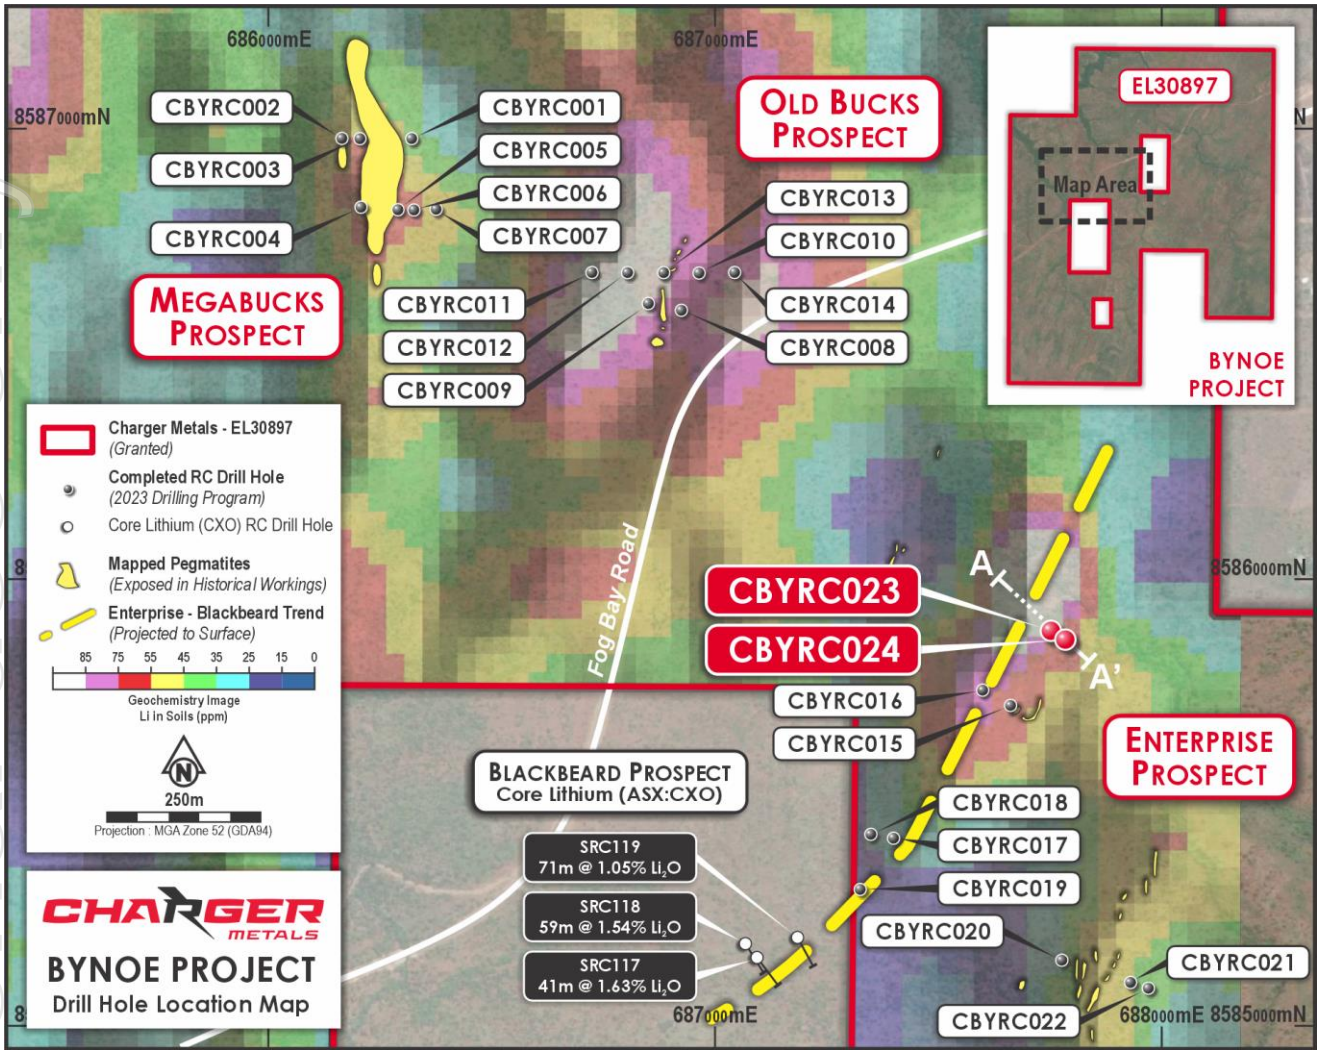 686000mE
687000mE
8587000mN
N
CBYRC002
CBYRC003
CBYRC004
CBYRC001
CBYRC005
CBYRC006
CBYRC007
MEGABUCKS
PROSPECT
OLD BUCKS
PROSPECT
CBYRC013
CBYRC010
CBYRC014
CBYRC008
CBYRC011
CBYRC012
CBYRC009
EL30897
Map Area
BYNOE
PROJECT
Charger Metals - EL30897
(Granted)
Completed RC Drill Hole
(2023 Drilling Program)
Core Lithium (CXO) RC Drill Hole
Mapped Pegmatites
(Exposed in Historical Workings)
Enterprise - Blackbeard Trend
(Projected to Surface)
85 75 55 45 35 25 15 0
Geochemistry Image
Li in Soils (ppm)
N
250m
Projection : MGA Zone 52 (GDA94)
Fog Bay Road
8586000mN
A
CBYRC023
CBYRC024
A'
CBYRC016
CBYRC015
ENTERPRISE
PROSPECT
BLACKBEARD PROSPECT
Core Lithium (ASX:CXO)
CBYRC018
CBYRC017
CBYRC019
SRC119
71m @ 1.05% Li₂O
SRC118
59m @ 1.54% Li₂O
SRC117
41m @ 1.63% Li₂O
CBYRC020
CBYRC021
CBYRC022
687000mE
688000mE
8585000mN
CHARGER
METALS
BYNOE PROJECT
Drill Hole Location Map